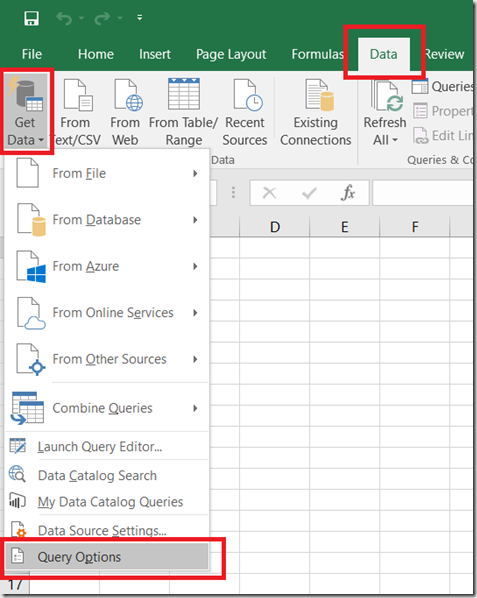 File Home Insert Page Layout Formulas Data Review
Get Data
From Text/CSV
From Web
From Table/ Range
Recent Sources
Existing Connections
Refresh All
Queries
Edit
Data
Queries &
From File
From Database
From Azure
From Online Services
From Other Sources
Combine Queries
Launch Query Editor...
Data Catalog Search
My Data Catalog Queries
Data Source Settings...
Query Options
fx
D E F
17